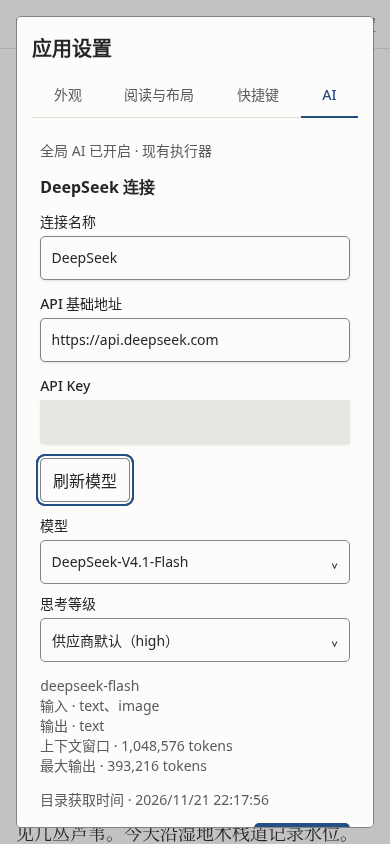 应用设置
外观 阅读与布局 快捷键 AI
全局 AI 已开启 · 现有执行器
DeepSeek 连接
连接名称
DeepSeek
API 基础地址
https://api.deepseek.com
API Key
刷新模型
模型
DeepSeek-V4.1-Flash
思考等级
供应商默认（high）
deepseek-flash
输入 · text、image
输出 · text
上下文窗口 · 1,048,576 tokens
最大输出 · 393,216 tokens
目录获取时间 · 2026/11/21 22:17:56
见几丛芦苇。今天沿湿地木栈道记录水位。